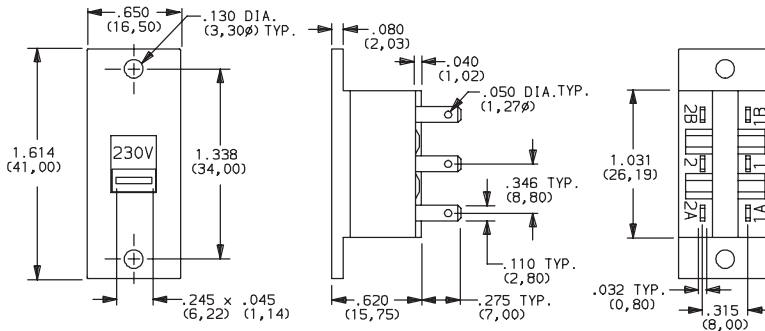 .650
(16,50)
.130 DIA.
(3,30ø) TYP.
1.614
(41,00)
230V
1.338
(34,00)
.245 x .045
(6,22) (1,14)
.080
(2,03)
.040
(1,02)
.050 DIA.TYP.
(1,27ø)
.346 TYP.
(8,80)
.110 TYP.
(2,80)
.620
(15,75)
.275 TYP.
(7,00)
1.031
(26,19)
2B
1B
2
1
2A
1A
.032 TYP.
(0,80)
.315
(8,00)